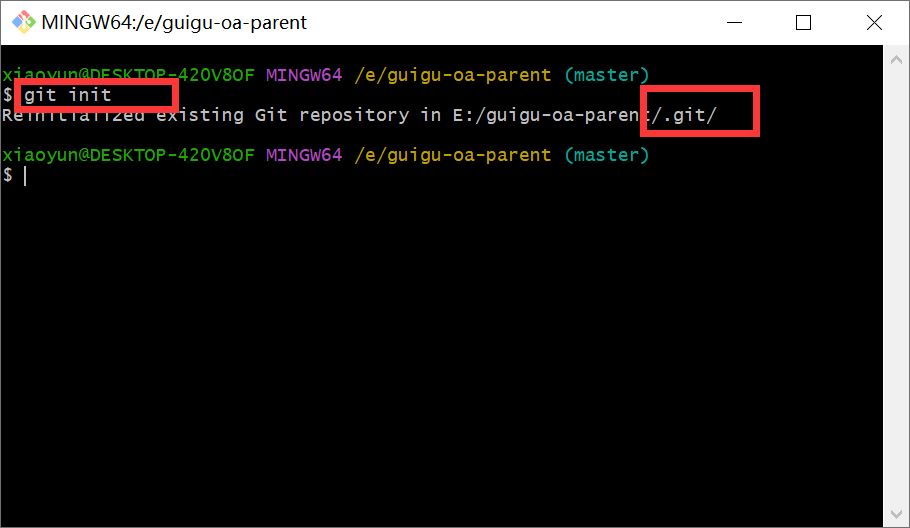 MINGW64:/e/guigu-oa-parent
xiaoyun@DESKTOP-420V8OF MINGW64 /e/guigu-oa-parent (master)
$ git init
Reinitialized existing Git repository in E:/guigu-oa-parent/.git/
xiaoyun@DESKTOP-420V8OF MINGW64 /e/guigu-oa-parent (master)
$